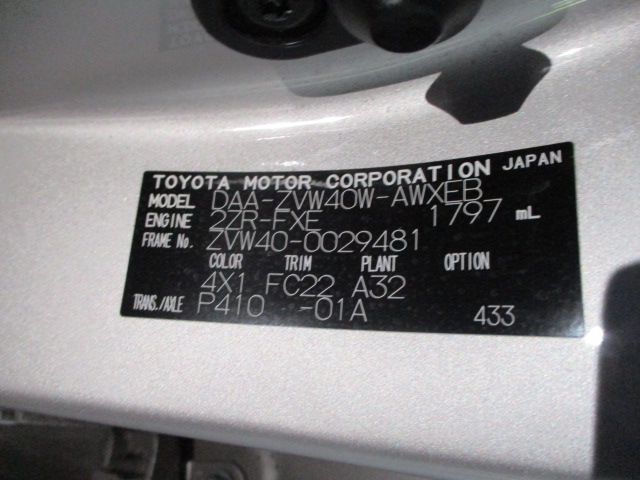 TOYOTA MOTOR CORPORATION JAPAN
MODEL DAA-ZVW40W-AWXEB
ENGINE 2ZR-FXE 1797 mL
FRAME No. ZVW40-0029481
COLOR TRIM PLANT OPTION
4X1 FC22 A32
TRANS./AXLE P410 -01A 433